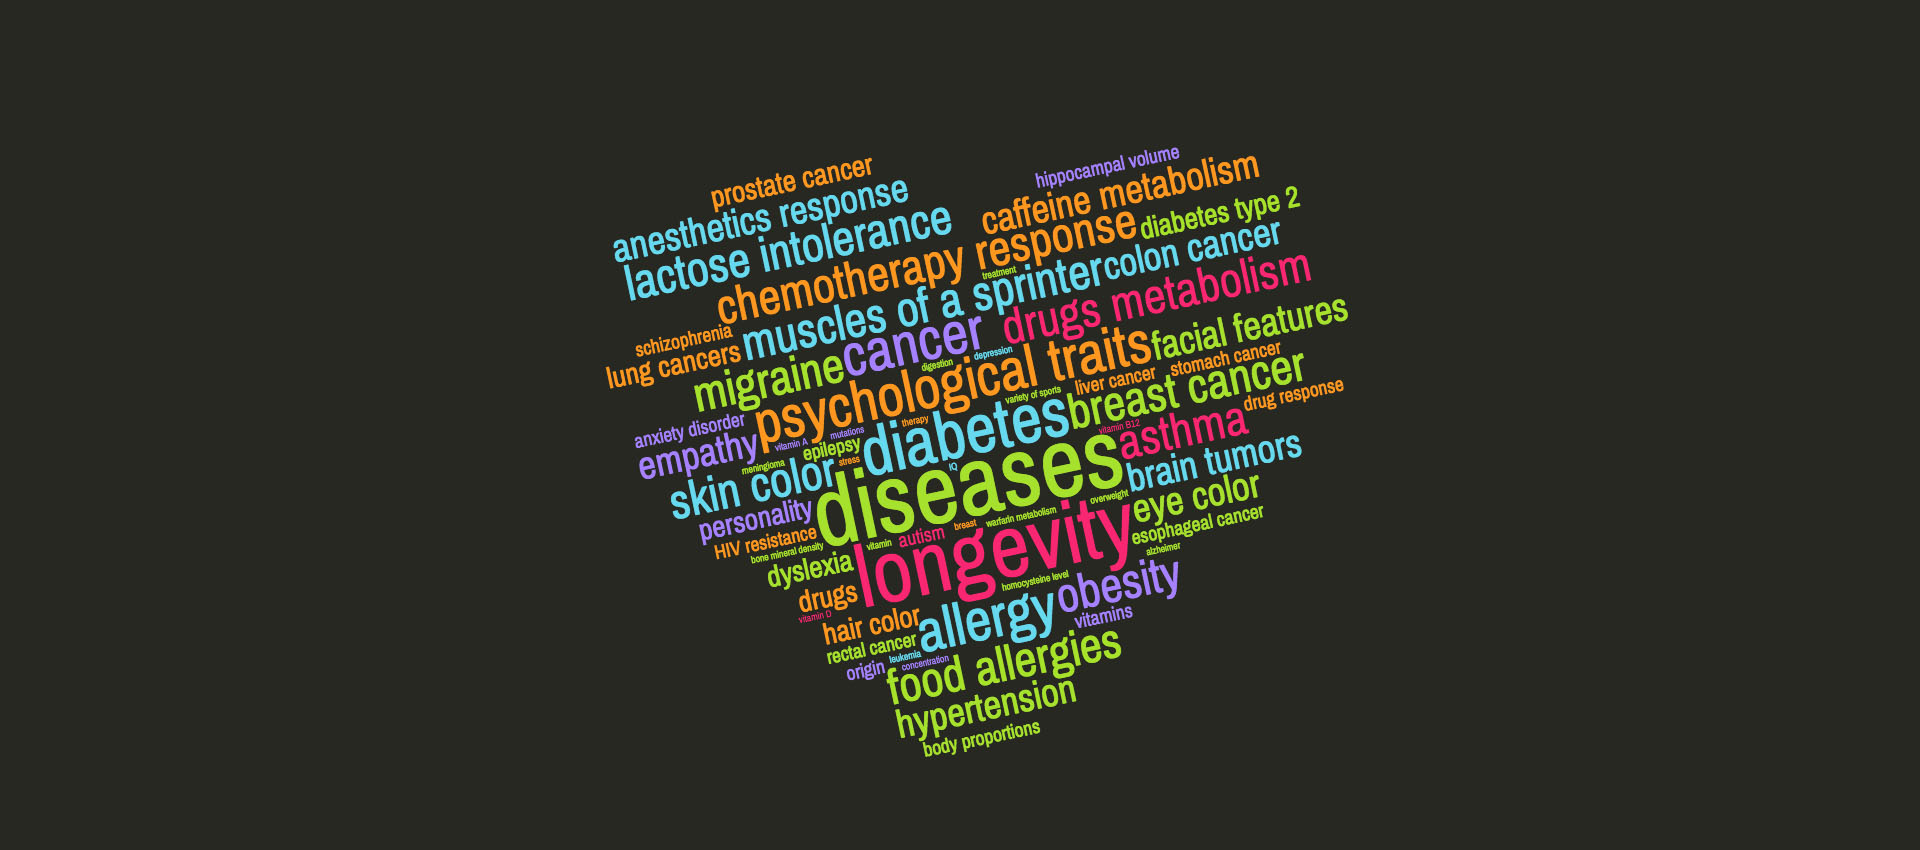 prostate cancer
hippocampal volume
anesthetics response
caffeine metabolism
lactose intolerance
diabetes type 2
chemotherapy response
treatment
colon cancer
muscles of a sprinter
drugs metabolism
schizophrenia
lung cancers
cancer
facial features
migraine
digestion
depression
psychological traits
stomach cancer
liver cancer
variety of sports
breast cancer
drug response
anxiety disorder
empathy
vitamin A
mutations
therapy
diabetes
vitamin B12
asthma
meningioma
epilepsy
stress
IQ
brain tumors
skin color
diseases
overweight
eye color
personality
HIV resistance
bone mineral density
vitamin
autism
breast
warfarin metabolism
esophageal cancer
alzheimer
dyslexia
longevity
homocysteine level
drugs
vitamin D
obesity
hair color
allergy
vitamins
rectal cancer
leukemia
origin
concentration
food allergies
hypertension
body proportions